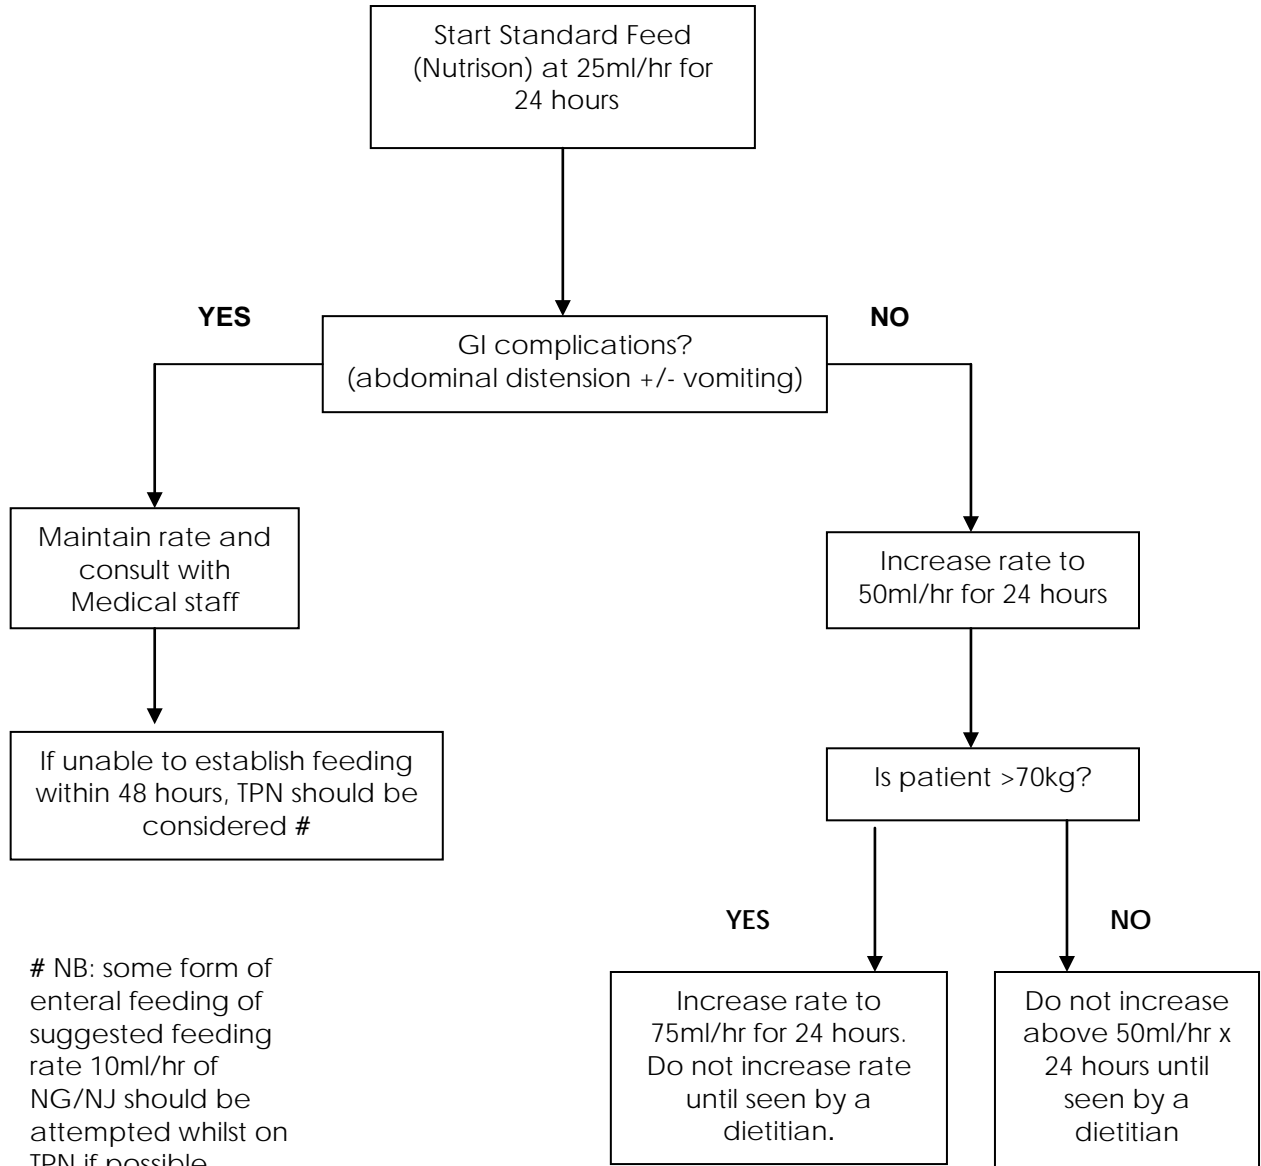 Start Standard Feed
(Nutrison) at 25ml/hr for
24 hours
YES
NO
GI complications?
(abdominal distension +/- vomiting)
Maintain rate and
consult with
Medical staff
Increase rate to
50ml/hr for 24 hours
If unable to establish feeding
within 48 hours, TPN should be
considered #
Is patient >70kg?
YES
NO
# NB: some form of
enteral feeding of
suggested feeding
rate 10ml/hr of
NG/NJ should be
attempted whilst on
TPN if possible
Increase rate to
75ml/hr for 24 hours.
Do not increase rate
until seen by a
dietitian.
Do not increase
above 50ml/hr x
24 hours until
seen by a
dietitian